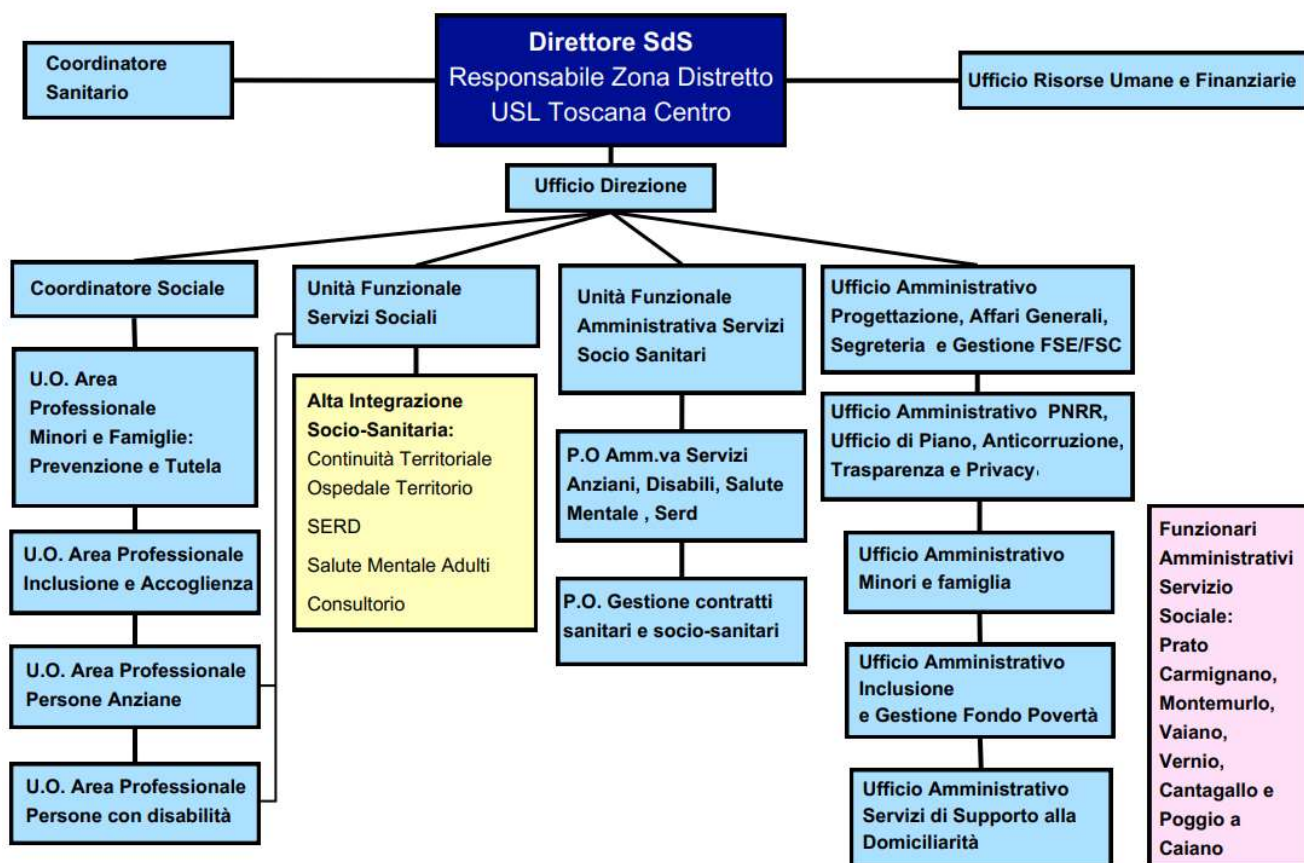 Direttore SdS
Responsabile Zona Distretto
USL Toscana Centro
Coordinatore
Sanitario
Ufficio Risorse Umane e Finanziarie
Ufficio Direzione
Coordinatore Sociale
U.O. Area
Professionale
Minori e Famiglie:
Prevenzione e Tutela
U.O. Area Professionale
Inclusione e Accoglienza
U.O. Area Professionale
Persone Anziane
U.O. Area Professionale
Persone con disabilità
Unità Funzionale
Servizi Sociali
Alta Integrazione
Socio-Sanitaria:
Continuità Territoriale
Ospedale Territorio
SERD
Salute Mentale Adulti
Consultorio
Unità Funzionale
Amministrativa Servizi
Socio Sanitari
P.O Amm.va Servizi
Anziani, Disabili, Salute
Mentale , Serd
P.O. Gestione contratti
sanitari e socio-sanitari
Ufficio Amministrativo
Progettazione, Affari Generali,
Segreteria e Gestione FSE/FSC
Ufficio Amministrativo PNRR,
Ufficio di Piano, Anticorruzione,
Trasparenza e Privacy
Ufficio Amministrativo
Minori e famiglia
Ufficio Amministrativo
Inclusione
e Gestione Fondo Povertà
Ufficio Amministrativo
Servizi di Supporto alla
Domiciliarità
Funzionari
Amministrativi
Servizio
Sociale:
Prato
Carmignano,
Montemurlo,
Vaiano,
Vernio,
Cantagallo e
Poggio a
Caiano